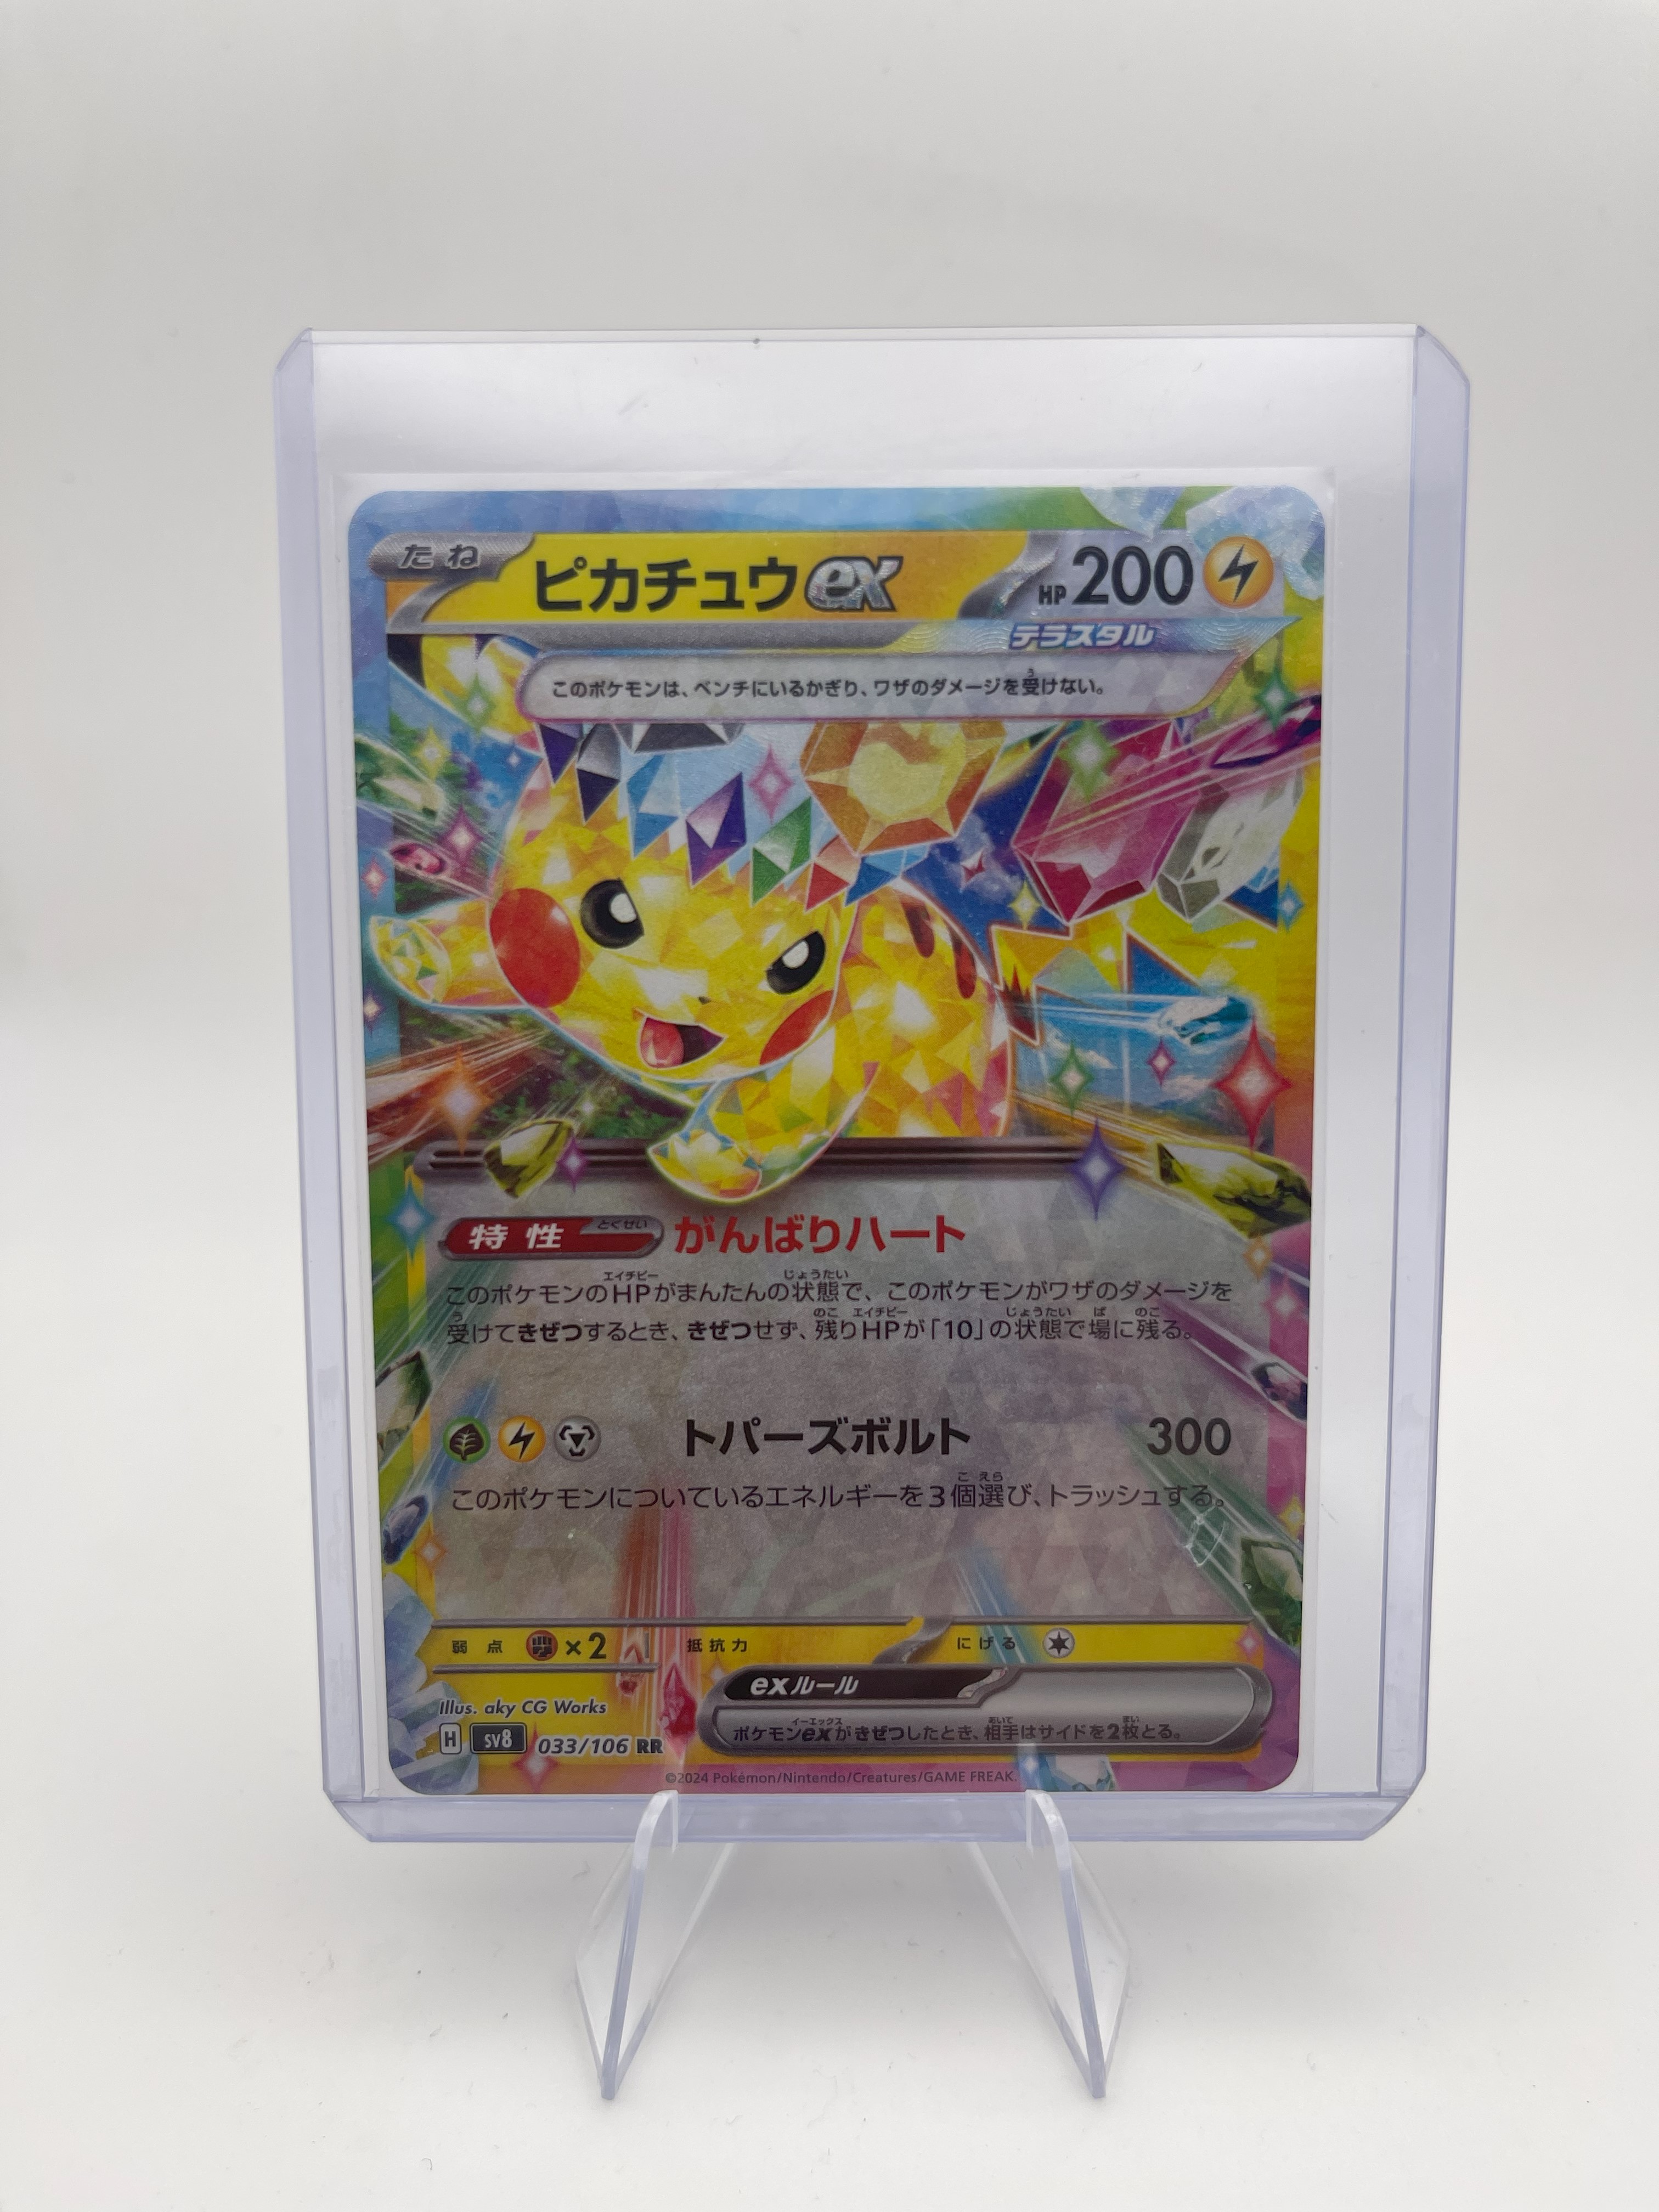 たね
ピカチュウex
HP 200
テラスタル
このポケモンは、ベンチにいるかぎり、ワザのダメージを受けない。
特性 とくせい がんばりハート
このポケモンのHPがまんたんの状態で、このポケモンがワザのダメージを
受けてきぜつするとき、きぜつせず、残りHPが「10」の状態で場に残る。
トパーズボルト 300
このポケモンについているエネルギーを3個選び、トラッシュする。
弱点 ×2 抵抗力 にげる
exルール
ポケモンexがきぜつしたとき、相手はサイドを2枚とる。
Illus. aky CG Works
H sv8 033/106 RR
©2024 Pokémon/Nintendo/Creatures/GAME FREAK.